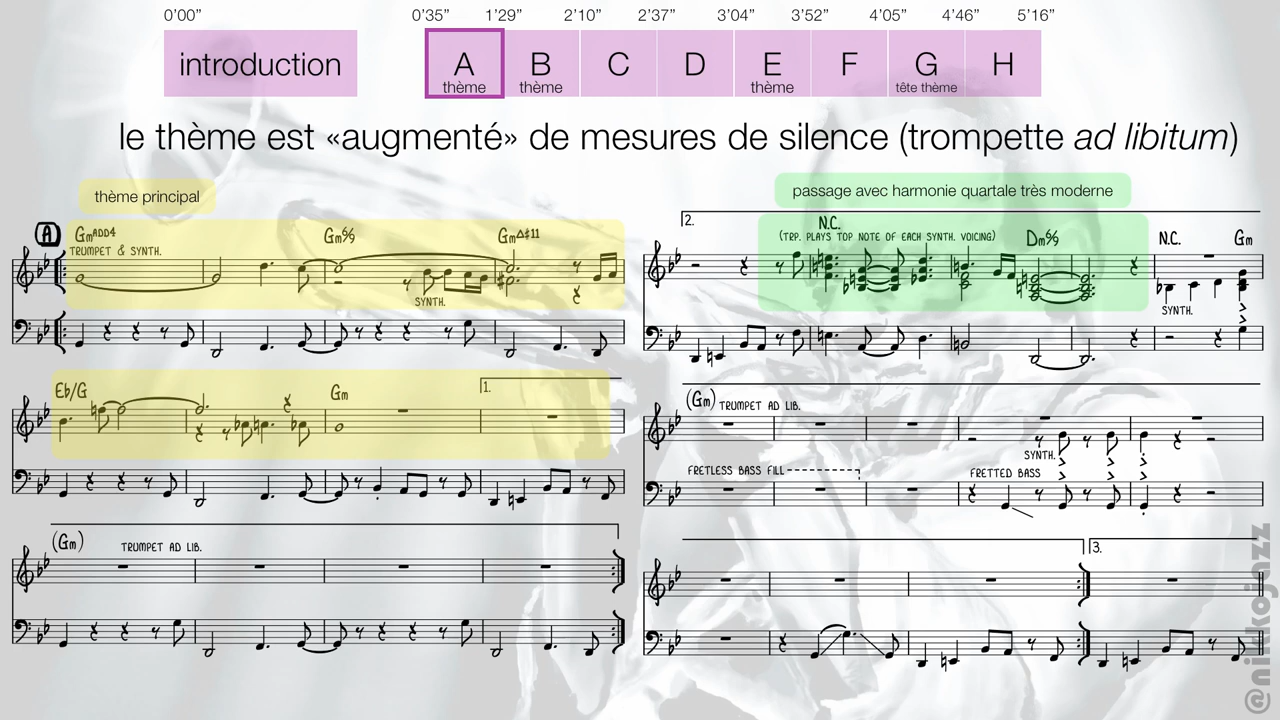 0’00” 0’35” 1’29” 2’10” 2’37” 3’04” 3’52” 4’05” 4’46” 5’16”
introduction A B C D E F G H
thème thème thème tête thème
le thème est «augmenté» de mesures de silence (trompette ad libitum)
thème principal
A GmADD4 Gm6/9 Gm△♯11
TRUMPET & SYNTH.
SYNTH.
Eb/G Gm 1.
(Gm) TRUMPET AD LIB.
passage avec harmonie quartale très moderne
2. N.C.
(TRP. PLAYS TOP NOTE OF EACH SYNTH. VOICING) Dm6/9 N.C. Gm
SYNTH.
(Gm) TRUMPET AD LIB.
SYNTH.
FRETLESS BASS FILL FRETTED BASS
3.
@nikkojazz